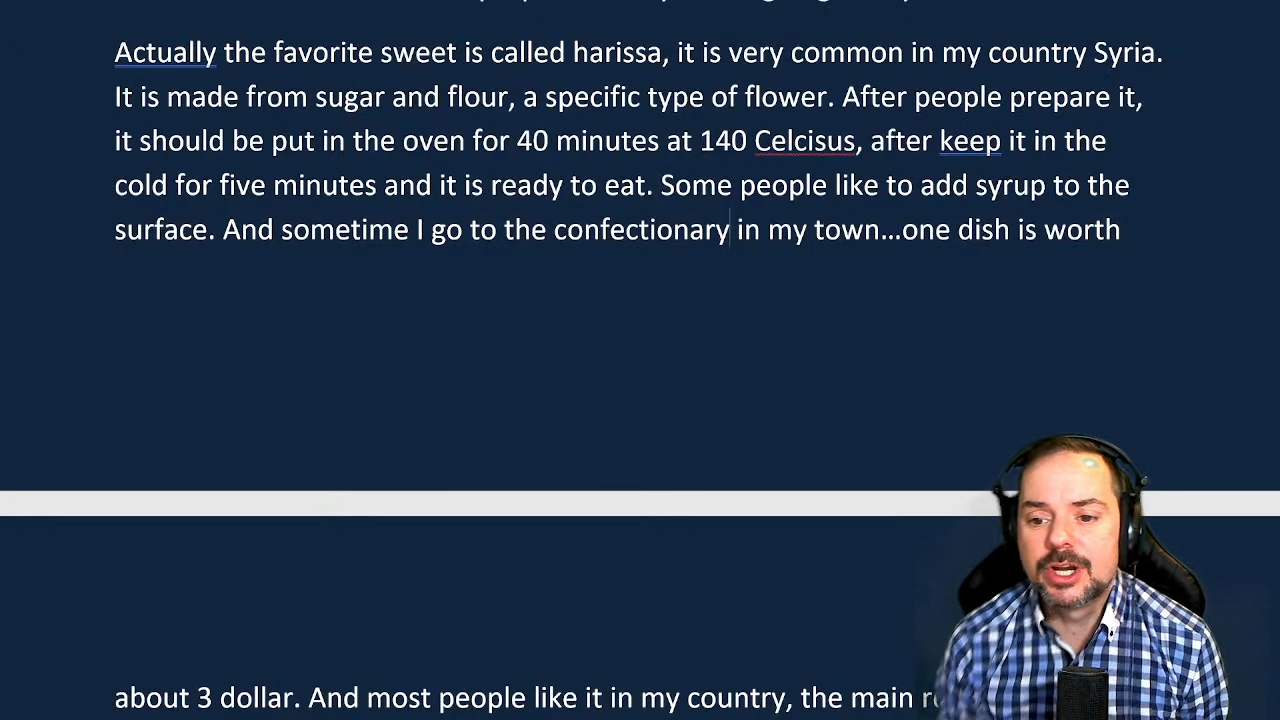 Actually the favorite sweet is called harissa, it is very common in my country Syria.
It is made from sugar and flour, a specific type of flower. After people prepare it,
it should be put in the oven for 40 minutes at 140 Celcisus, after keep it in the
cold for five minutes and it is ready to eat. Some people like to add syrup to the
surface. And sometime I go to the confectionary in my town…one dish is worth
about 3 dollar. And most people like it in my country, the main